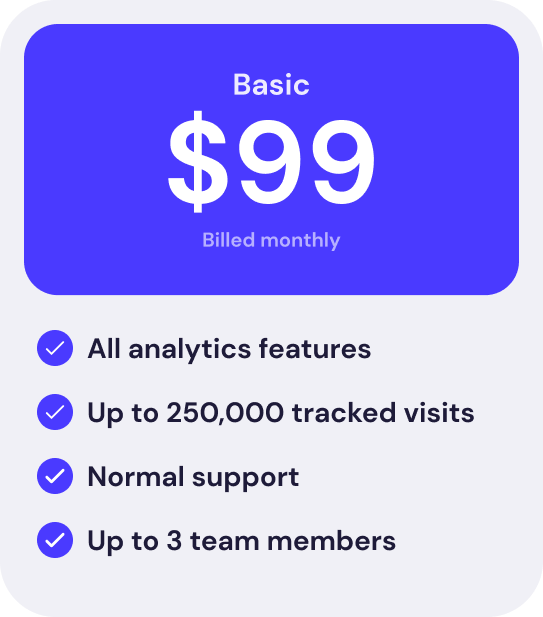 Basic
$99
Billed monthly
All analytics features
Up to 250,000 tracked visits
Normal support
Up to 3 team members